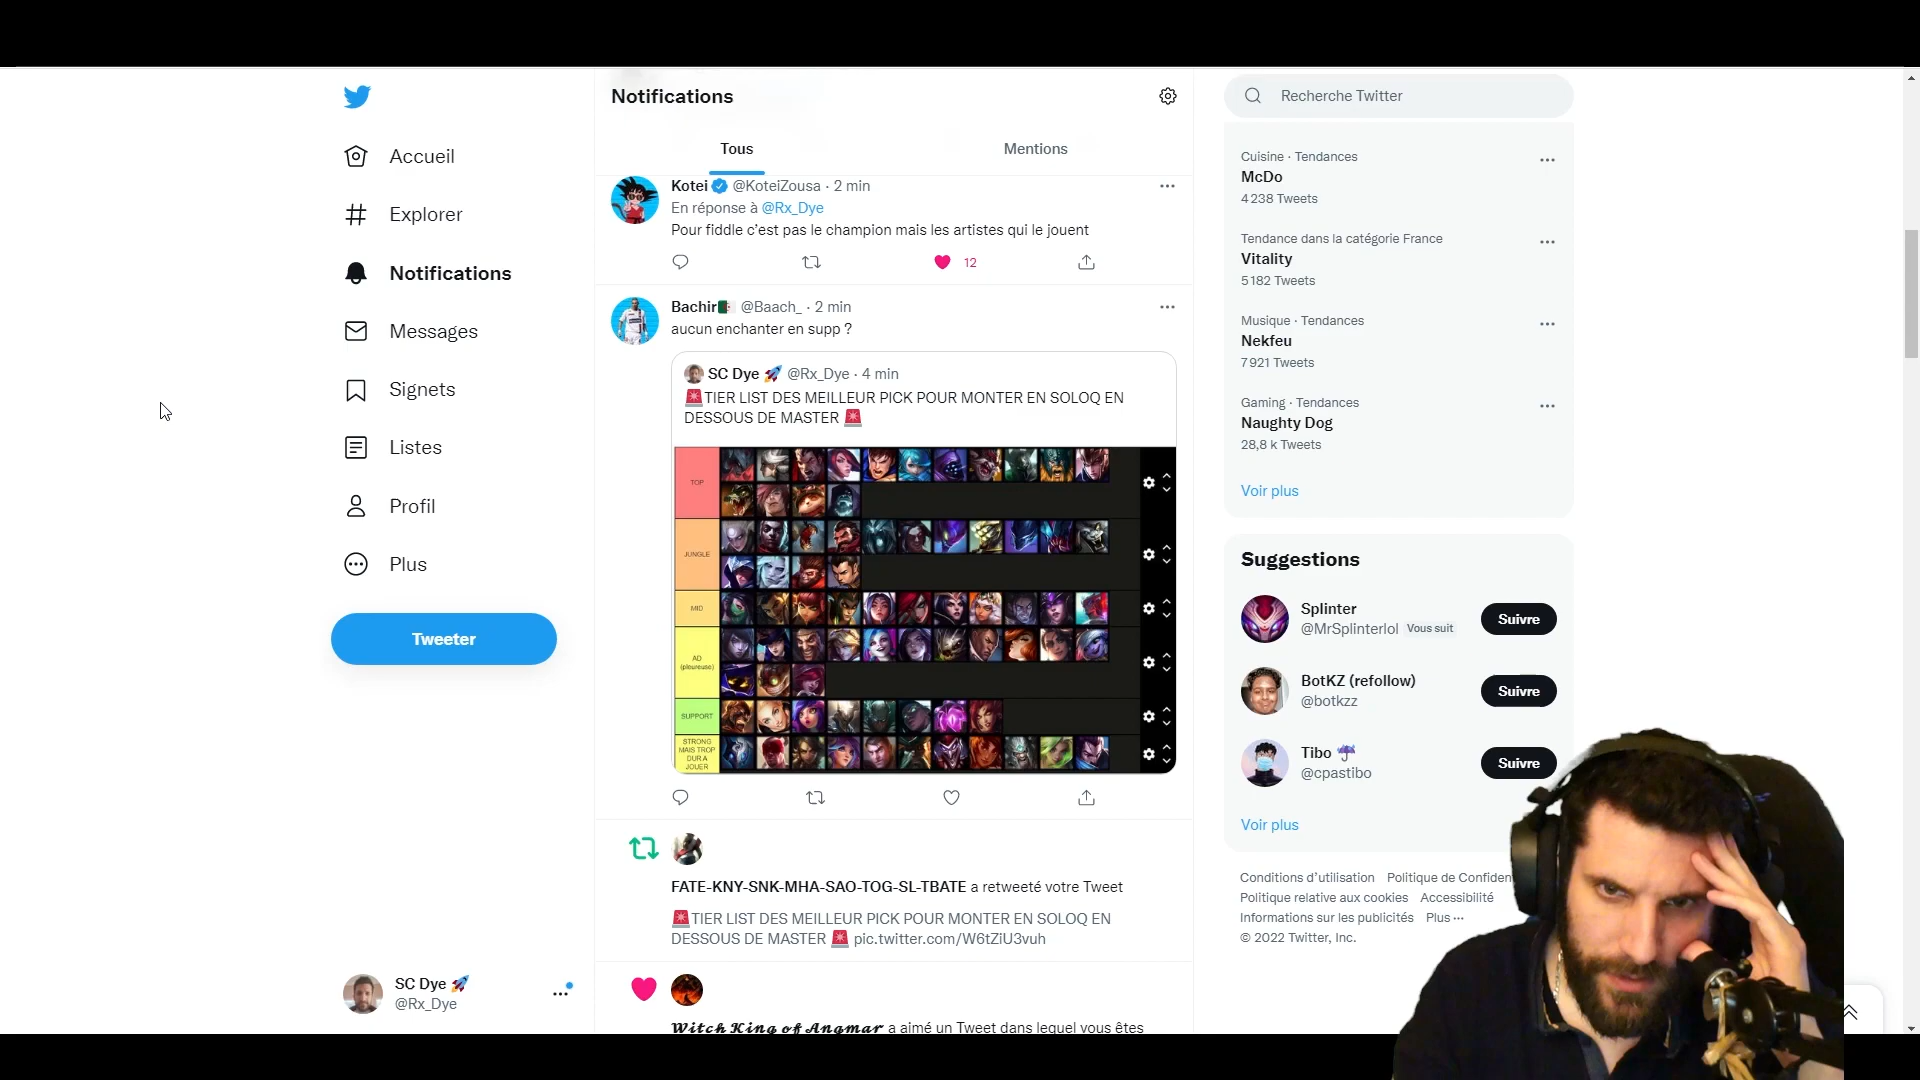 Accueil
Explorer
Notifications
Messages
Signets
Listes
Profil
Plus
Tweeter
SC Dye 🚀
@Rx_Dye
Notifications
Tous
Mentions
Kotei @KoteiZousa · 2 min
En réponse à @Rx_Dye
Pour fiddle c'est pas le champion mais les artistes qui le jouent
12
Bachir🇩🇿 @Baach_ · 2 min
aucun enchanter en supp ?
SC Dye 🚀 @Rx_Dye · 4 min
🚨TIER LIST DES MEILLEUR PICK POUR MONTER EN SOLOQ EN
DESSOUS DE MASTER 🚨
TOP
JUNGLE
MID
AD
(pleureuse)
SUPPORT
STRONG
MAIS TROP
DUR A
JOUER
FATE-KNY-SNK-MHA-SAO-TOG-SL-TBATE a retweeté votre Tweet
🚨TIER LIST DES MEILLEUR PICK POUR MONTER EN SOLOQ EN
DESSOUS DE MASTER 🚨 pic.twitter.com/W6tZiU3vuh
𝓦𝓲𝓽𝓬𝓱 𝓚𝓲𝓷𝓰 𝓸𝓯 𝓐𝓷𝓰𝓶𝓪𝓻 a aimé un Tweet dans lequel vous êtes
Recherche Twitter
Cuisine · Tendances
McDo
4 238 Tweets
Tendance dans la catégorie France
Vitality
5 182 Tweets
Musique · Tendances
Nekfeu
7 921 Tweets
Gaming · Tendances
Naughty Dog
28,8 k Tweets
Voir plus
Suggestions
Splinter
@MrSplinterlol Vous suit
Suivre
BotKZ (refollow)
@botkzz
Suivre
Tibo ☔
@cpastibo
Suivre
Voir plus
Conditions d'utilisation Politique de Confiden
Politique relative aux cookies Accessibilité
Informations sur les publicités Plus ···
© 2022 Twitter, Inc.